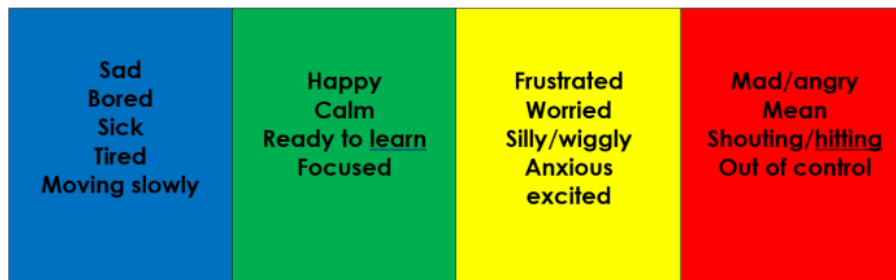 Sad
Bored
Sick
Tired
Moving slowly
Happy
Calm
Ready to learn
Focused
Frustrated
Worried
Silly/wiggly
Anxious
excited
Mad/angry
Mean
Shouting/hitting
Out of control